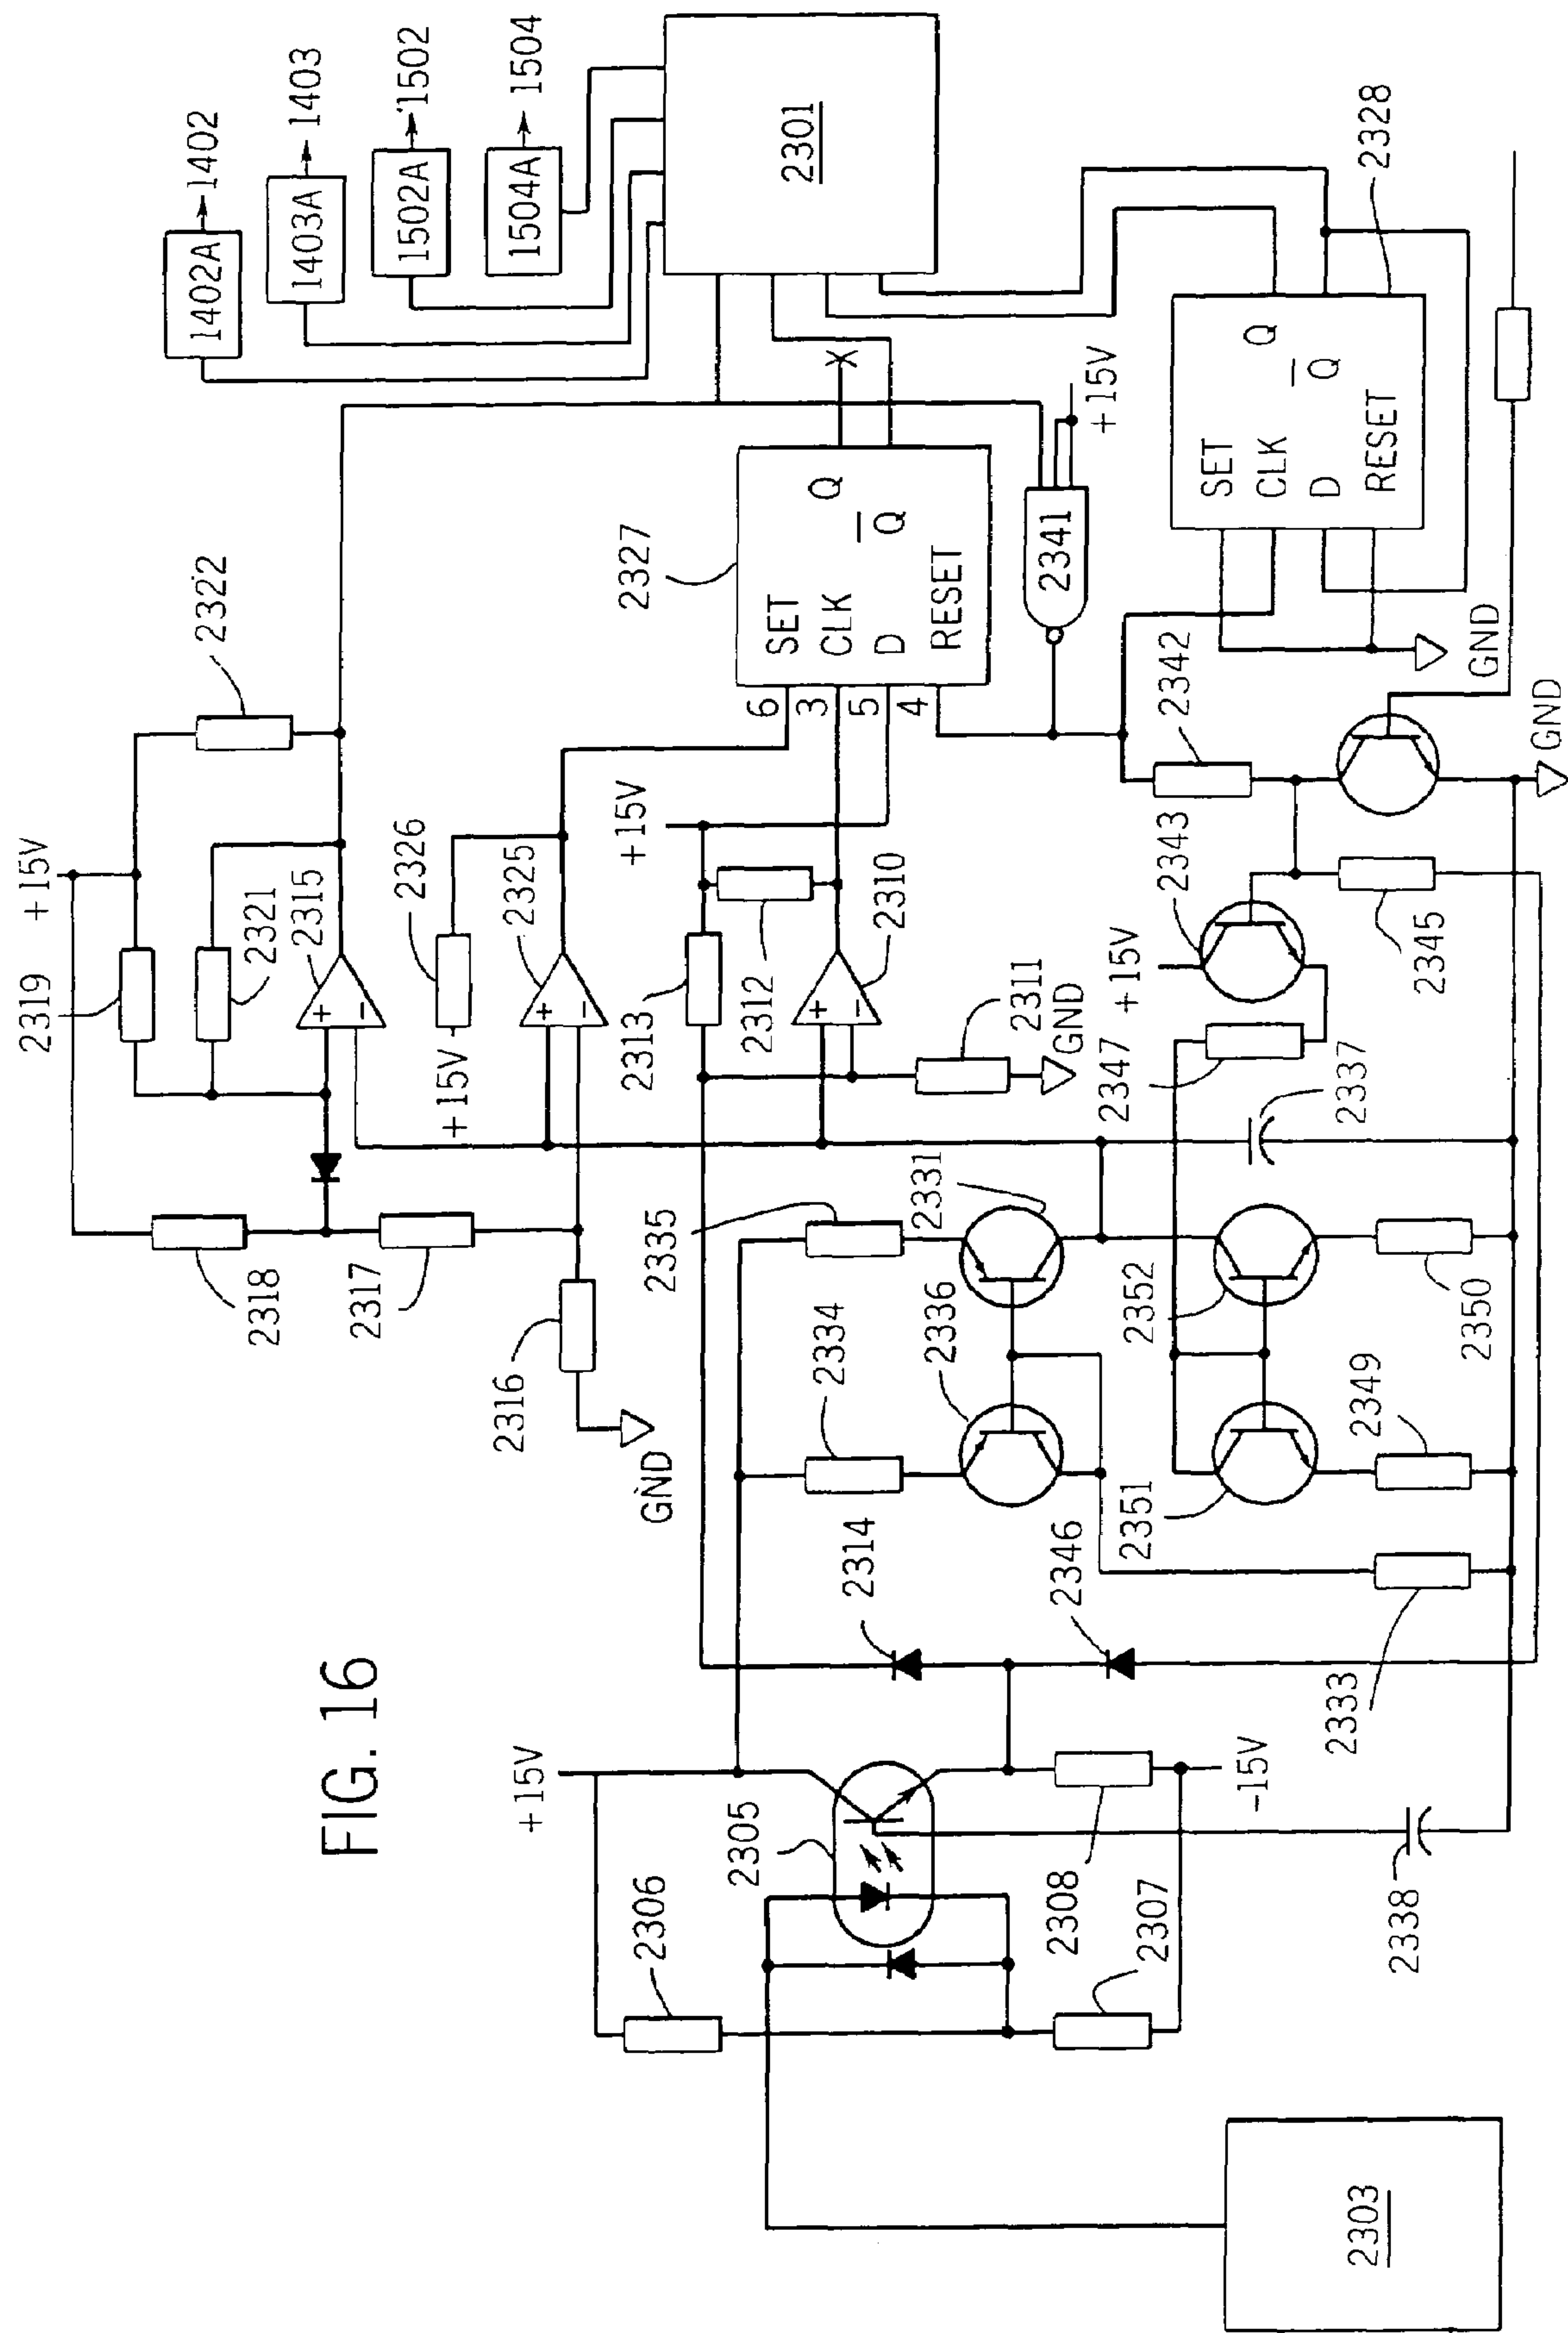 FIG. 16
+15V
2319
2321
2315
2322
2318
2317
2316
GND
+15V
2326
2325
+
−
+
−
+
−
1402A
1402
1403A
1403
1502A
1502
1504A
1504
2301
2327
SET
CLK
D
RESET
Q
Q
6
3
5
4
X
2341
+15V
+15V
2313
2312
2310
2311
GND
2328
SET
CLK
D
RESET
Q
Q
GND
2342
2343
+15V
2345
2347
2337
GND
2335
2331
2334
2336
2352
2350
2349
2351
2314
2346
2333
+15V
2305
2306
2308
2307
-15V
2338
2303